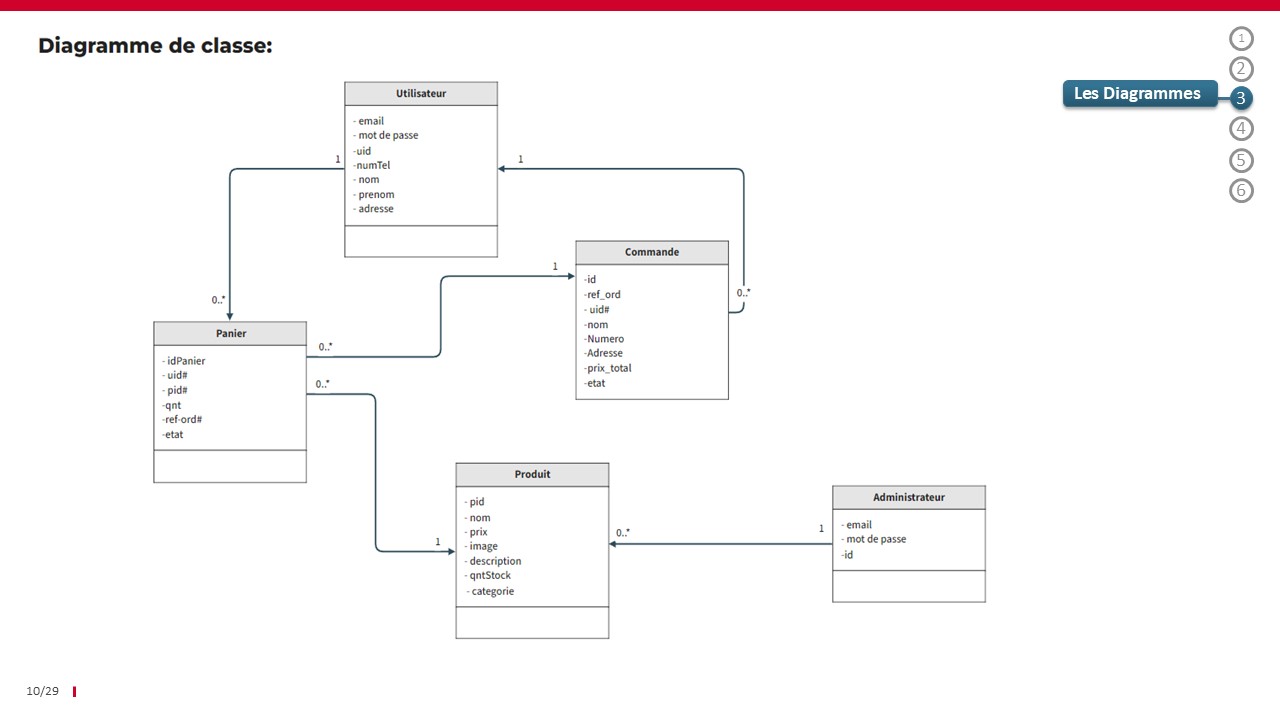 Diagramme de classe:
1
2
Les Diagrammes
3
4
5
6
Utilisateur
- email
- mot de passe
-uid
-numTel
- nom
- prenom
- adresse
1
1
0..*
0..*
Commande
-id
-ref_ord
- uid#
-nom
-Numero
-Adresse
-prix_total
-etat
1
0..*
Panier
- idPanier
- uid#
- pid#
-qnt
-ref-ord#
-etat
0..*
1
Produit
- pid
- nom
- prix
- image
- description
- qntStock
- categorie
0..*
1
Administrateur
- email
- mot de passe
-id
10/29